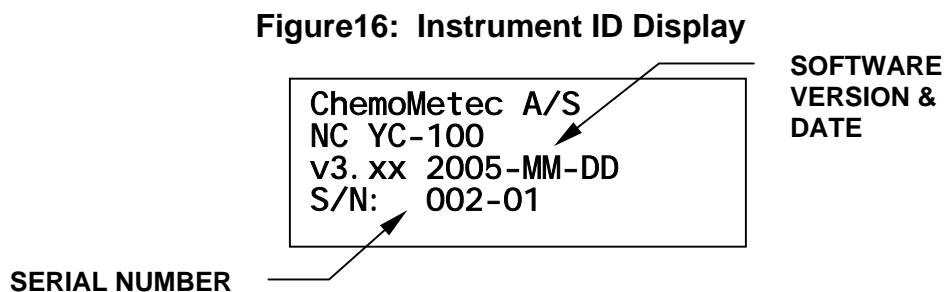 Figure16: Instrument ID Display
SOFTWARE
VERSION &
DATE
ChemoMetec A/S
NC YC-100
v3.xx 2005-MM-DD
S/N: 002-01
SERIAL NUMBER